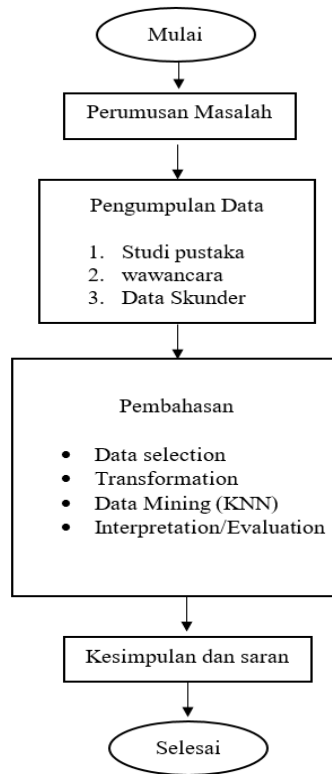 Mulai
Perumusan Masalah
Pengumpulan Data
1. Studi pustaka
2. wawancara
3. Data Skunder
Pembahasan
• Data selection
• Transformation
• Data Mining (KNN)
• Interpretation/Evaluation
Kesimpulan dan saran
Selesai